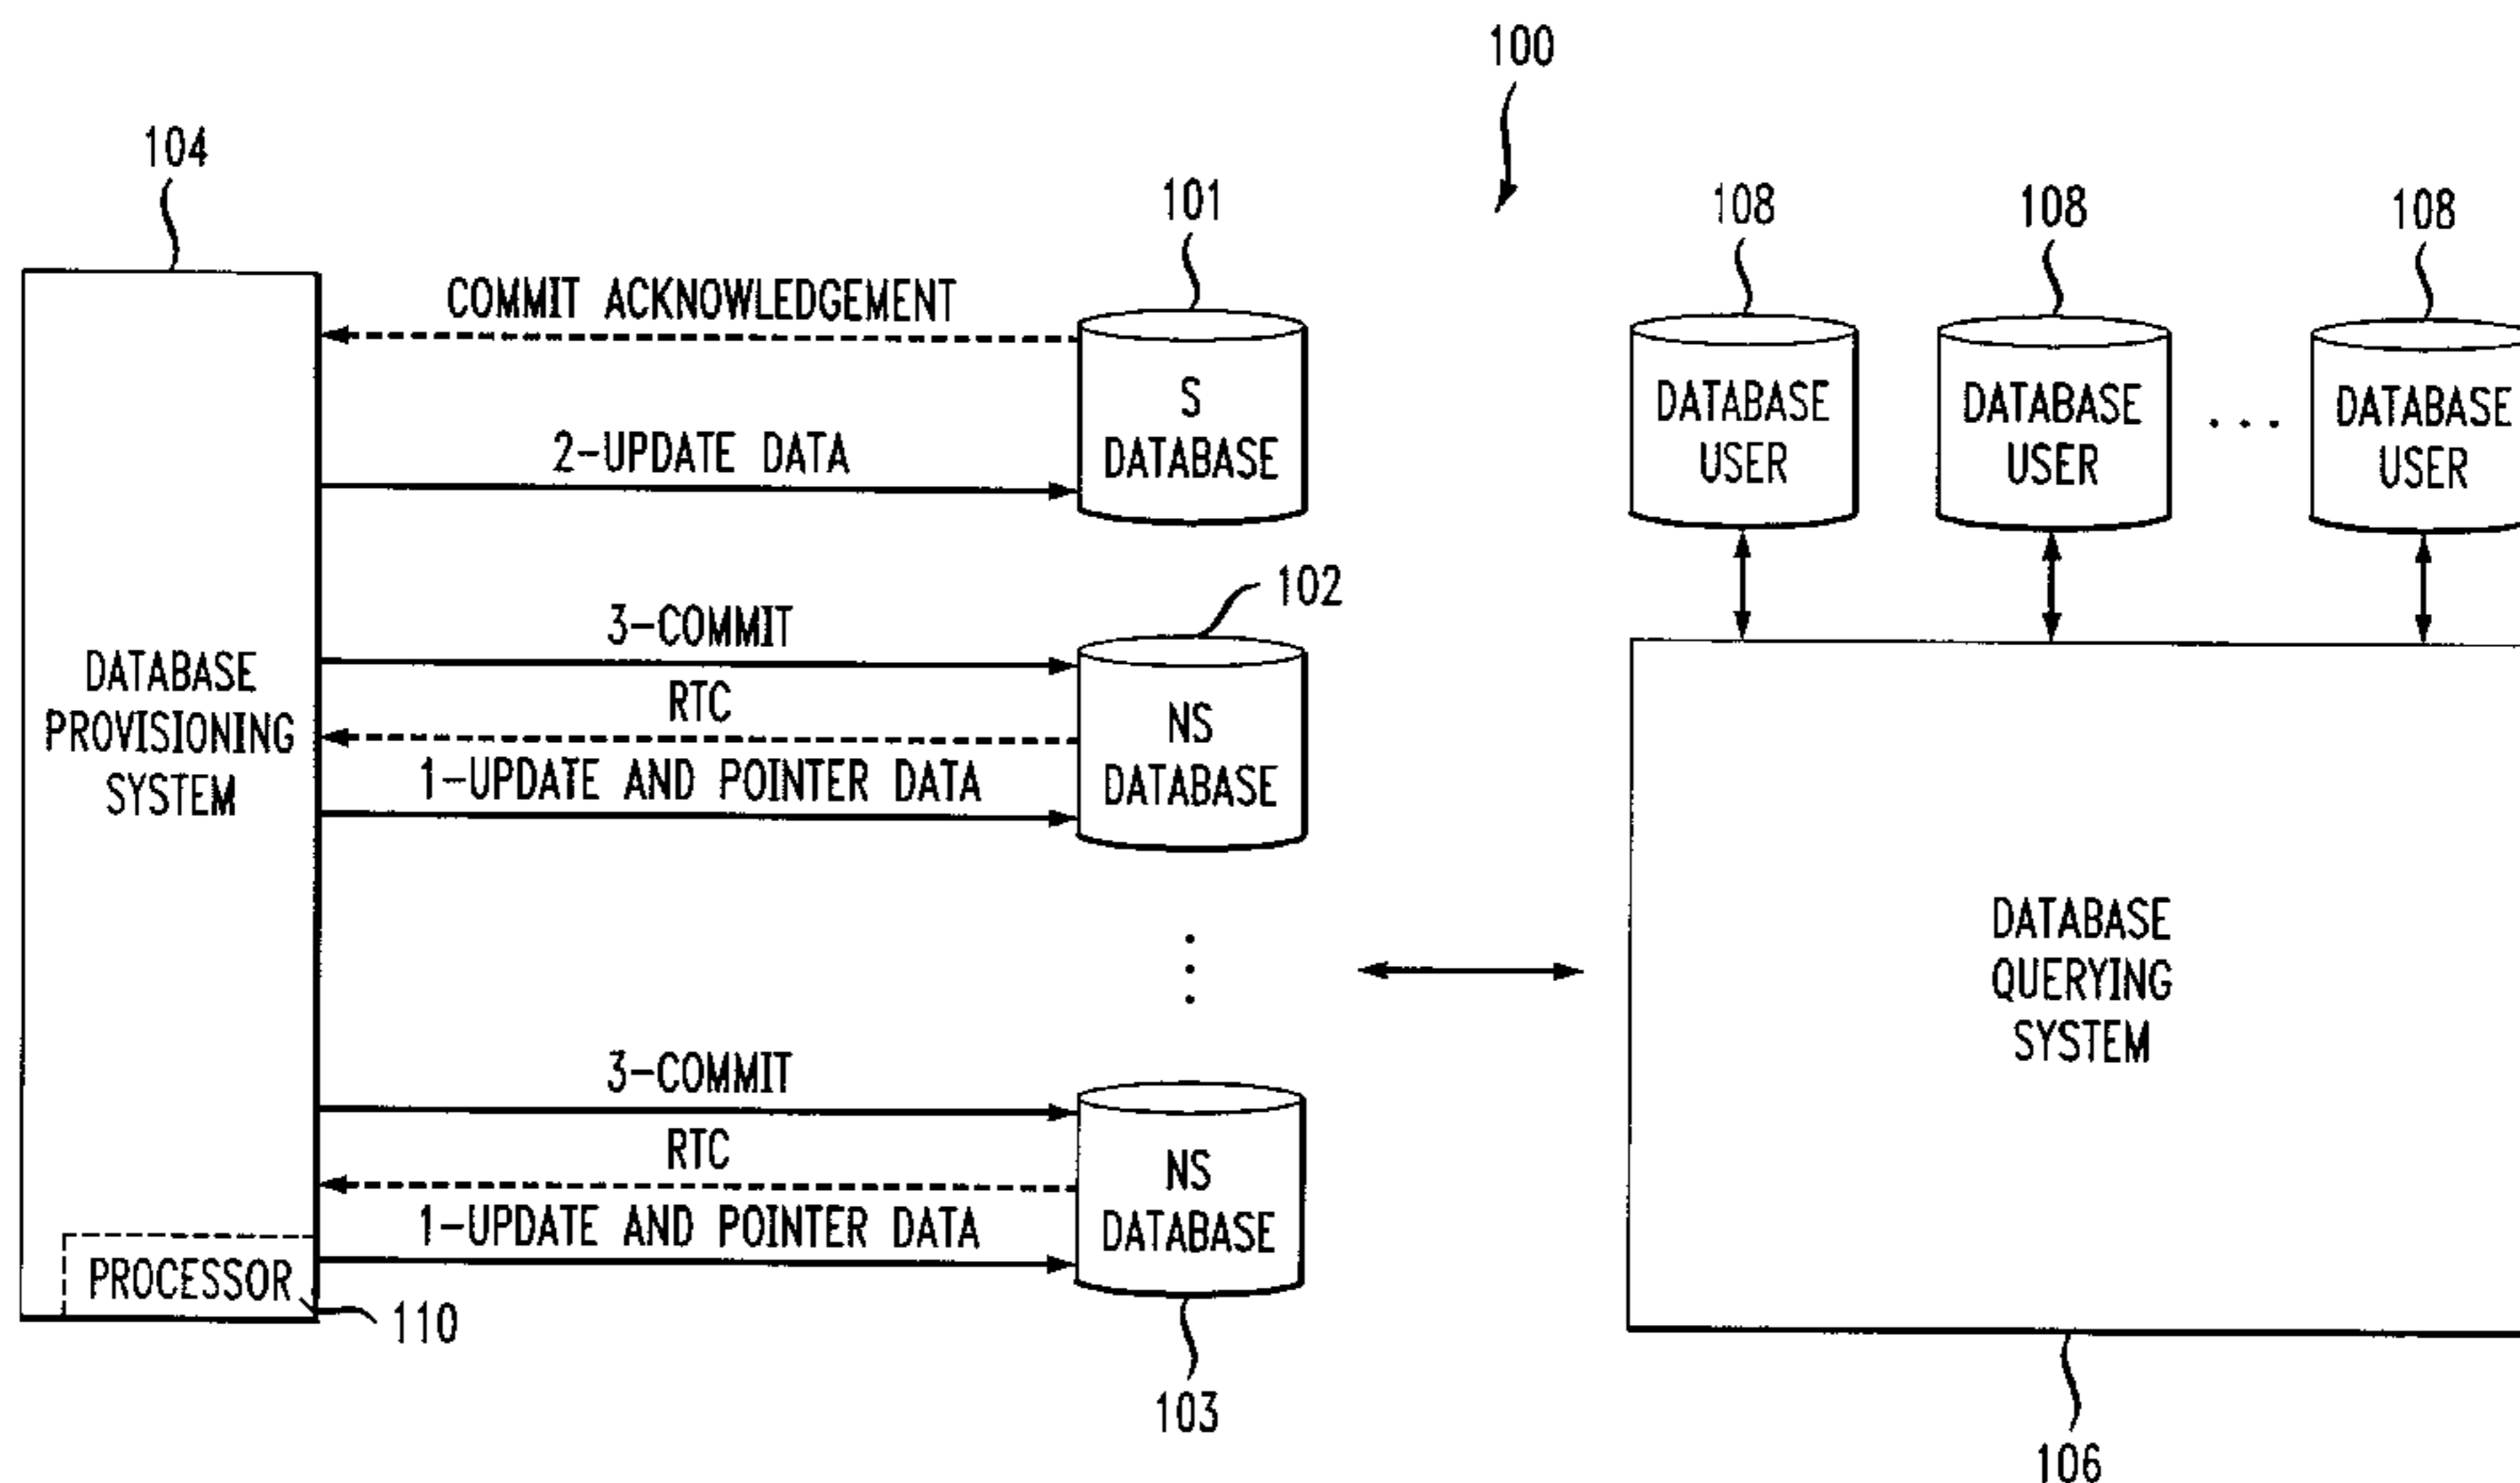 100
104
101
108
108
108
COMMIT ACKNOWLEDGEMENT
S
DATABASE
2-UPDATE DATA
DATABASE
USER
DATABASE
USER
...
DATABASE
USER
102
3-COMMIT
RTC
NS
DATABASE
1-UPDATE AND POINTER DATA
DATABASE
PROVISIONING
SYSTEM
DATABASE
QUERYING
SYSTEM
3-COMMIT
RTC
NS
DATABASE
1-UPDATE AND POINTER DATA
PROCESSOR
110
103
106